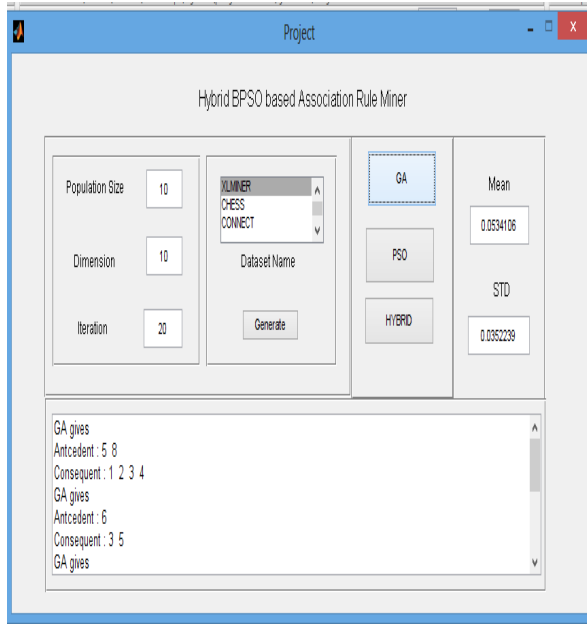 Project
Hybrid BPSO based Association Rule Miner
Population Size 10
Dimension 10
Iteration 20
XLMINER
CHESS
CONNECT
Dataset Name
Generate
GA
PSO
HYBRID
Mean
0.0534106
STD
0.0352239
GA gives
Antcedent : 5 8
Consequent : 1 2 3 4
GA gives
Antcedent : 6
Consequent : 3 5
GA gives